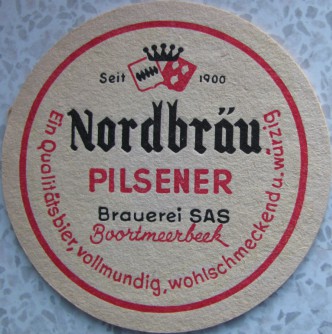 Seit 1900
Nordbräu
PILSENER
Brauerei SAS
Boortmeerbeek
Ein Qualitätsbier, vollmundig, wohlschmeckend u. würzig